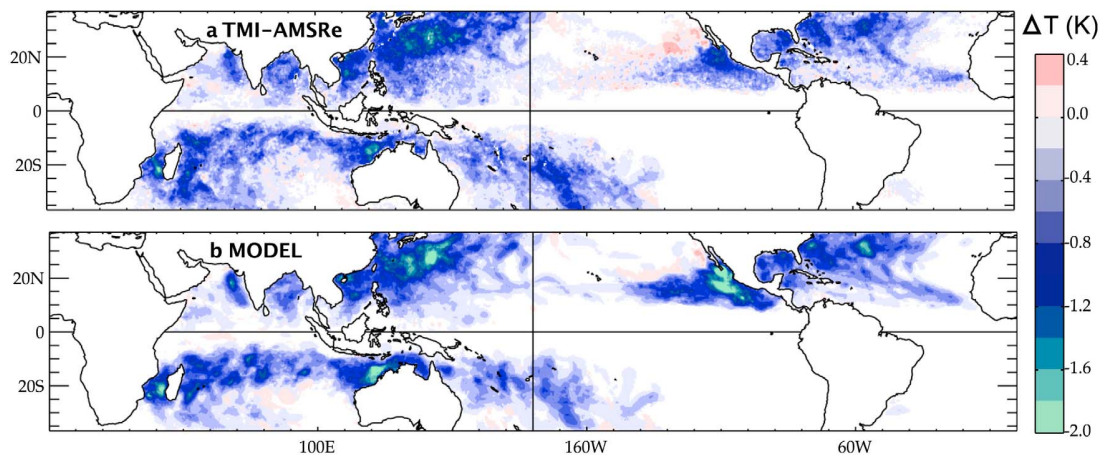 a TMI-AMSRe
ΔT (K)
20N
0
20S
0.4
0.0
-0.4
-0.8
-1.2
-1.6
-2.0
b MODEL
20N
0
20S
100E
160W
60W